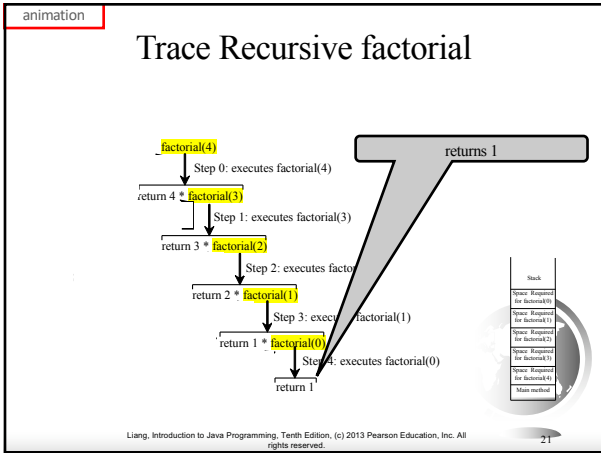 animation
Trace Recursive factorial
returns 1
factorial(4)
Step 0: executes factorial(4)
return 4 * factorial(3)
Step 1: executes factorial(3)
return 3 * factorial(2)
Step 2: executes
return 2 * factorial(1)
Step 3: factorial(1)
return 1 * factorial(0)
4: executes factorial(0)
return 1
Stack
Space Required
for factorial(0)
Space Required
for factorial(1)
Space Required
for factorial(2)
Space Required
for factorial(3)
Space Required
for factorial(4)
Main method
Liang, Introduction to Java Programming, Tenth Edition, (c) 2013 Pearson Education, Inc. All
rights reserved.
21